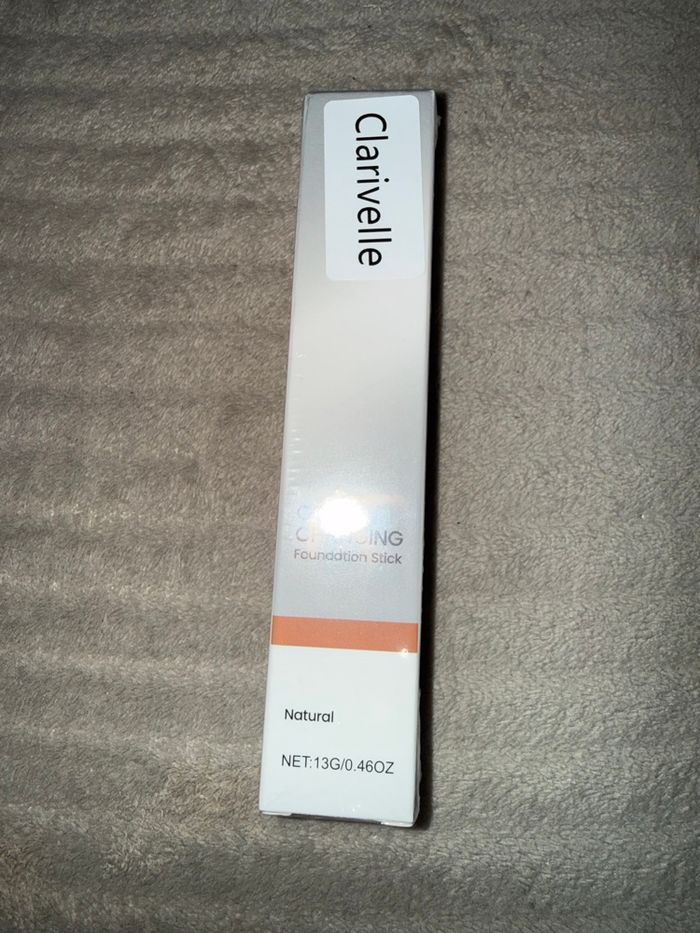 Clarivelle
Foundation Stick
Natural
NET:13G/0.46OZ